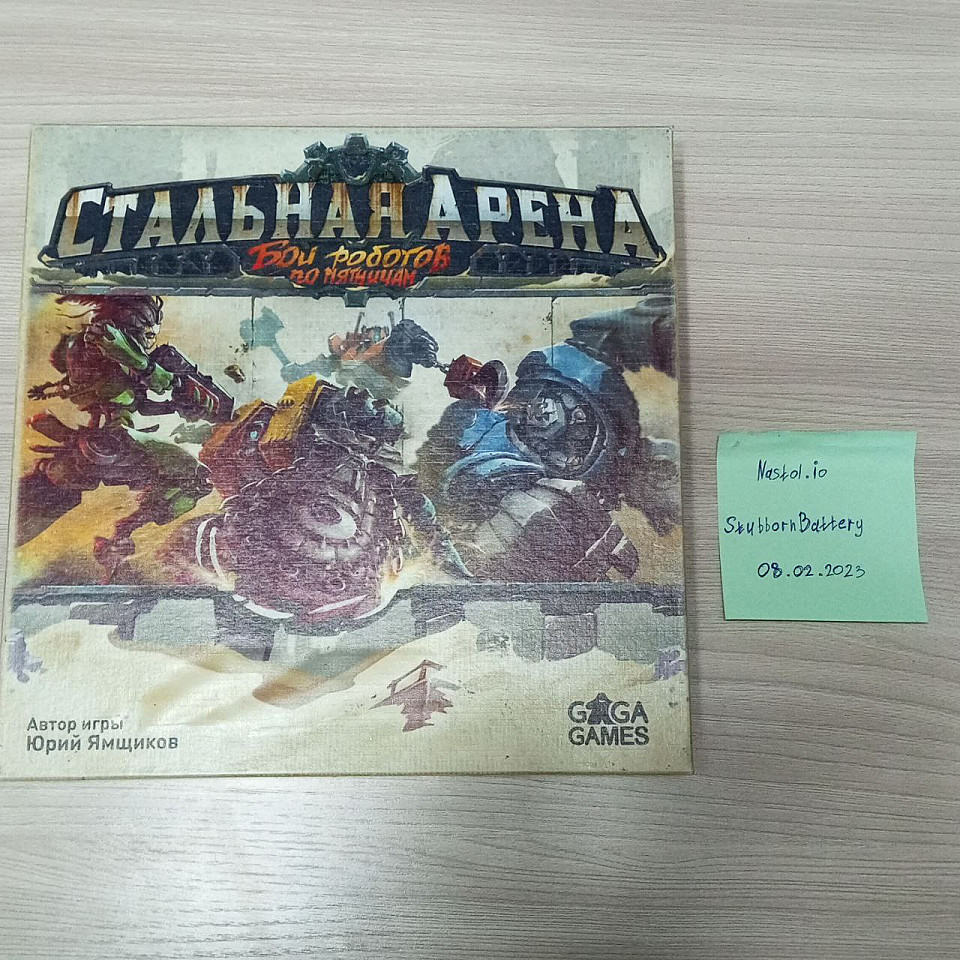 Стальная Арена
Бои роботов
по пятницам
Автор игры
Юрий Ямщиков
GAGA
GAMES
Nastol.io
StubbornBattery
08.02.2023